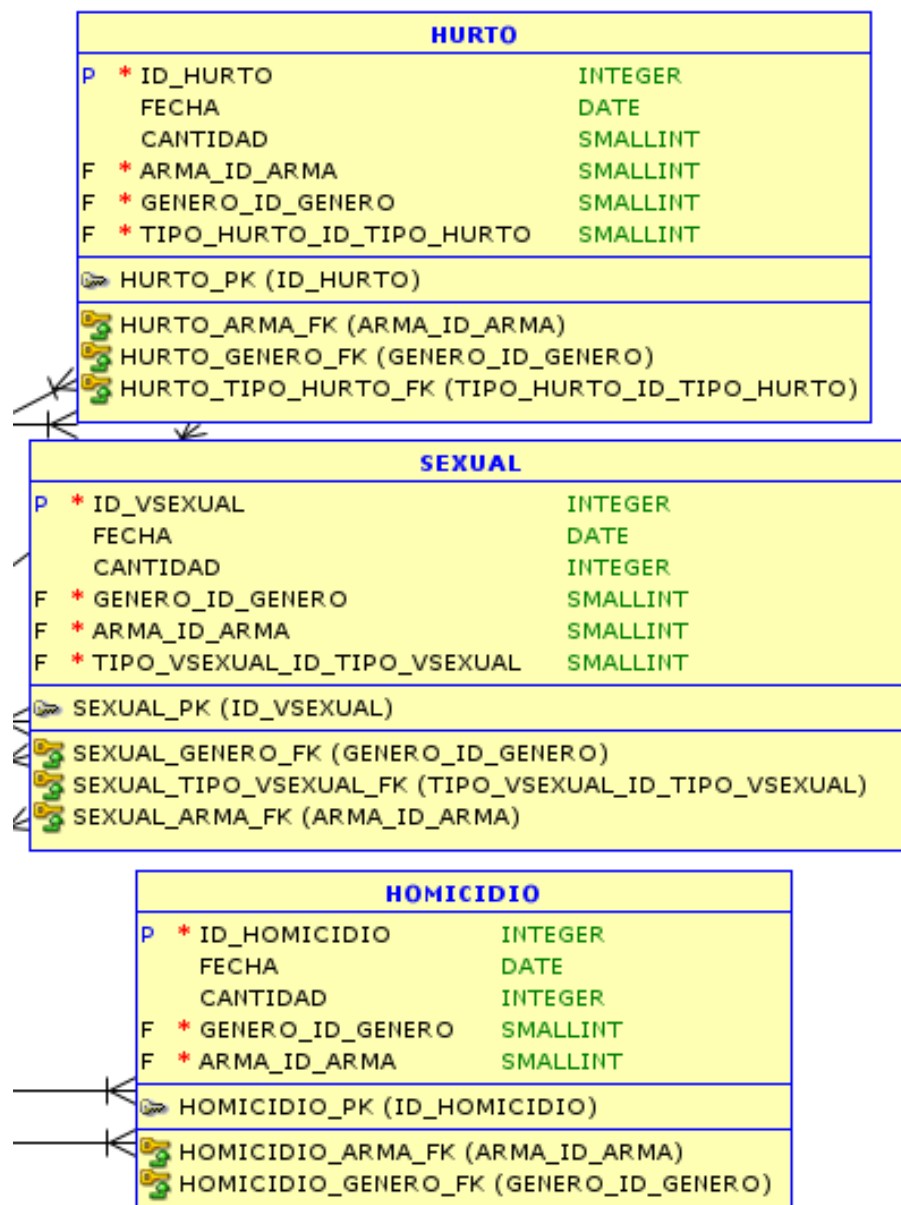 HURTO
P * ID_HURTO INTEGER
FECHA DATE
CANTIDAD SMALLINT
F * ARMA_ID_ARMA SMALLINT
F * GENERO_ID_GENERO SMALLINT
F * TIPO_HURTO_ID_TIPO_HURTO SMALLINT
HURTO_PK (ID_HURTO)
HURTO_ARMA_FK (ARMA_ID_ARMA)
HURTO_GENERO_FK (GENERO_ID_GENERO)
HURTO_TIPO_HURTO_FK (TIPO_HURTO_ID_TIPO_HURTO)
SEXUAL
P * ID_VSEXUAL INTEGER
FECHA DATE
CANTIDAD INTEGER
F * GENERO_ID_GENERO SMALLINT
F * ARMA_ID_ARMA SMALLINT
F * TIPO_VSEXUAL_ID_TIPO_VSEXUAL SMALLINT
SEXUAL_PK (ID_VSEXUAL)
SEXUAL_GENERO_FK (GENERO_ID_GENERO)
SEXUAL_TIPO_VSEXUAL_FK (TIPO_VSEXUAL_ID_TIPO_VSEXUAL)
SEXUAL_ARMA_FK (ARMA_ID_ARMA)
HOMICIDIO
P * ID_HOMICIDIO INTEGER
FECHA DATE
CANTIDAD INTEGER
F * GENERO_ID_GENERO SMALLINT
F * ARMA_ID_ARMA SMALLINT
HOMICIDIO_PK (ID_HOMICIDIO)
HOMICIDIO_ARMA_FK (ARMA_ID_ARMA)
HOMICIDIO_GENERO_FK (GENERO_ID_GENERO)